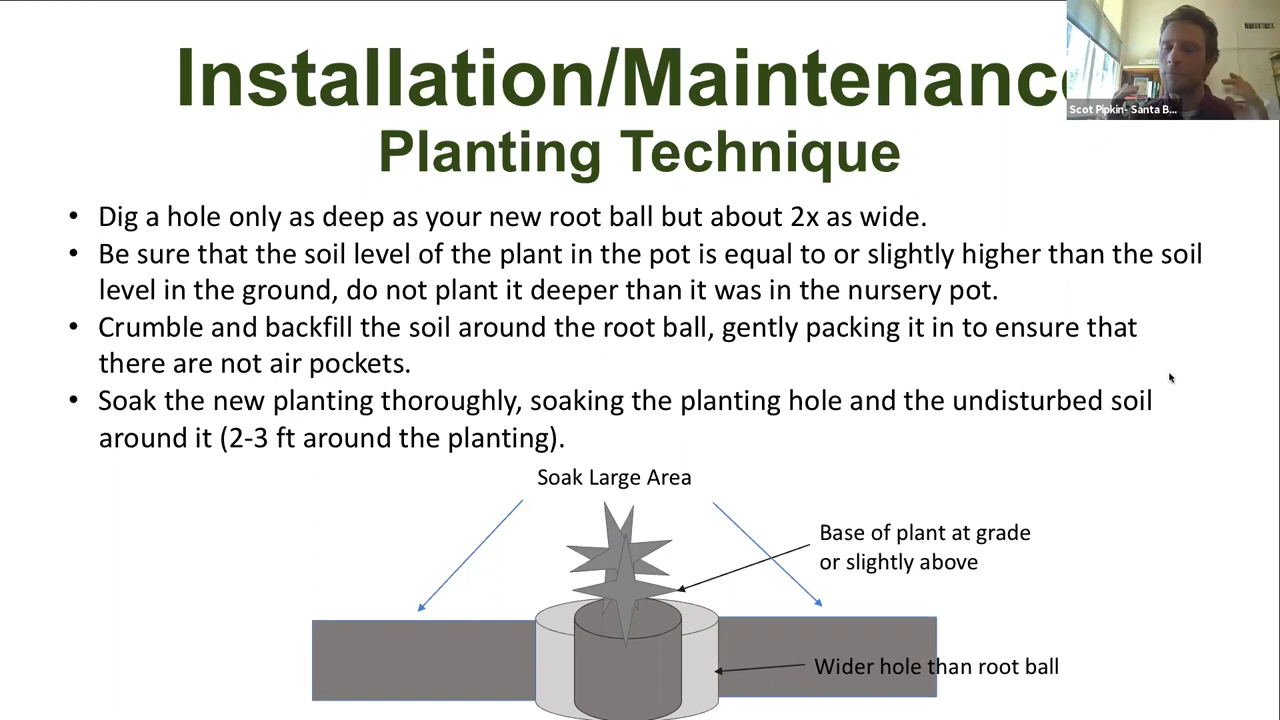 Installation/Maintenance
Planting Technique
Scot Pipkin- Santa B...
• Dig a hole only as deep as your new root ball but about 2x as wide.
• Be sure that the soil level of the plant in the pot is equal to or slightly higher than the soil
level in the ground, do not plant it deeper than it was in the nursery pot.
• Crumble and backfill the soil around the root ball, gently packing it in to ensure that
there are not air pockets.
• Soak the new planting thoroughly, soaking the planting hole and the undisturbed soil
around it (2-3 ft around the planting).
Soak Large Area
Base of plant at grade
or slightly above
Wider hole than root ball